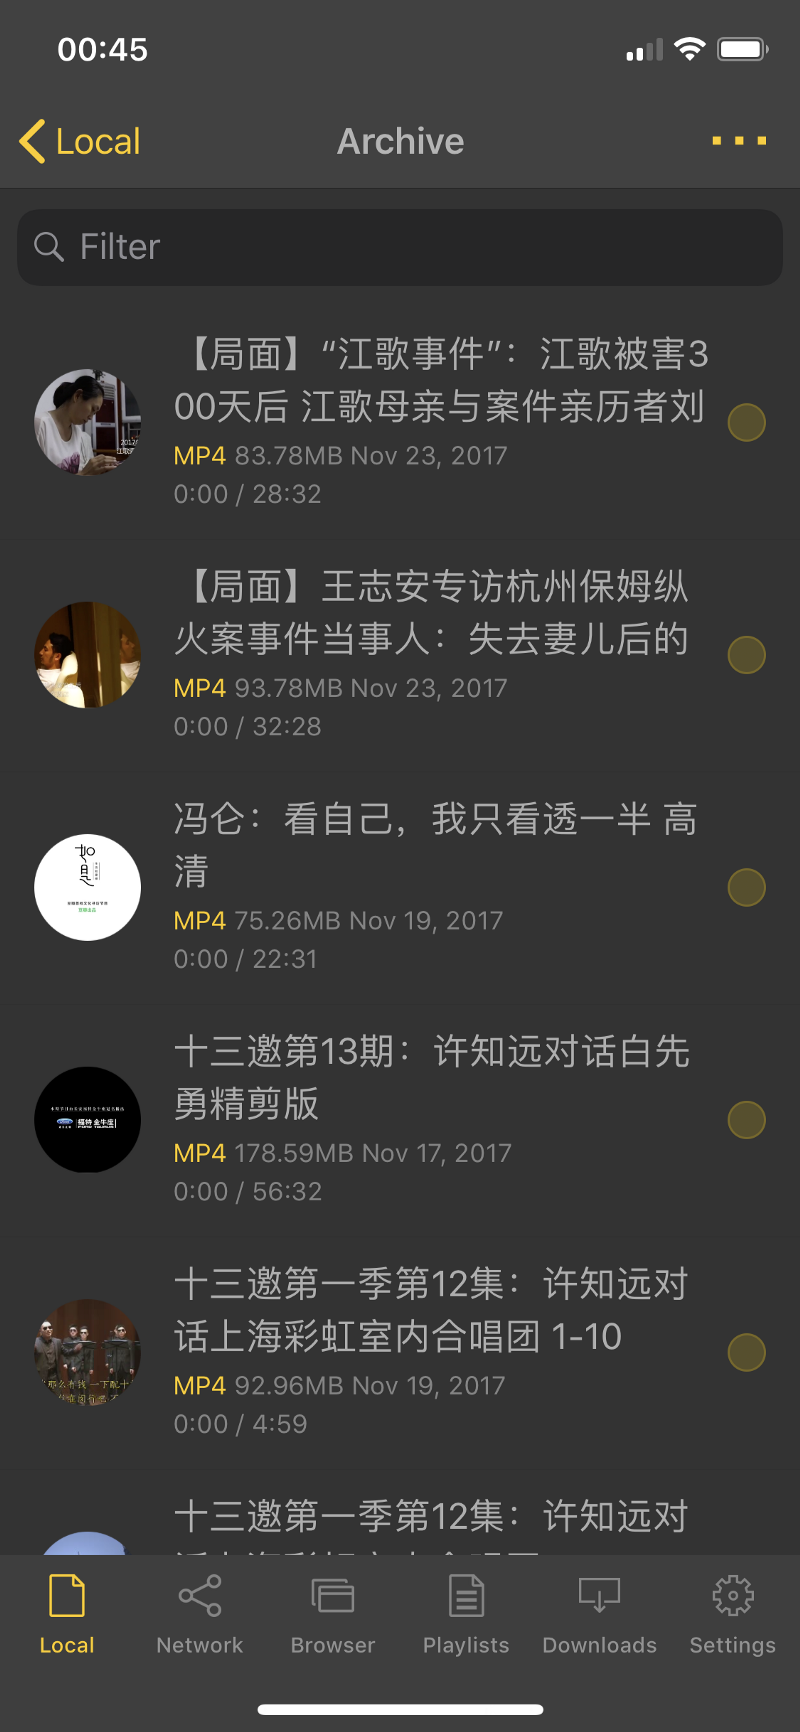 00:45
Local
Archive
Filter
【局面】“江歌事件”：江歌被害3
00天后 江歌母亲与案件亲历者刘
MP4 83.78MB Nov 23, 2017
0:00 / 28:32
【局面】王志安专访杭州保姆纵
火案事件当事人：失去妻儿后的
MP4 93.78MB Nov 23, 2017
0:00 / 32:28
如是
冯仑：看自己，我只看透一半 高
清
MP4 75.26MB Nov 19, 2017
0:00 / 22:31
福特 金牛座
十三邀第13期：许知远对话白先
勇精剪版
MP4 178.59MB Nov 17, 2017
0:00 / 56:32
十三邀第一季第12集：许知远对
话上海彩虹室内合唱团 1-10
MP4 92.96MB Nov 19, 2017
0:00 / 4:59
十三邀第一季第12集：许知远对
Local
Network
Browser
Playlists
Downloads
Settings